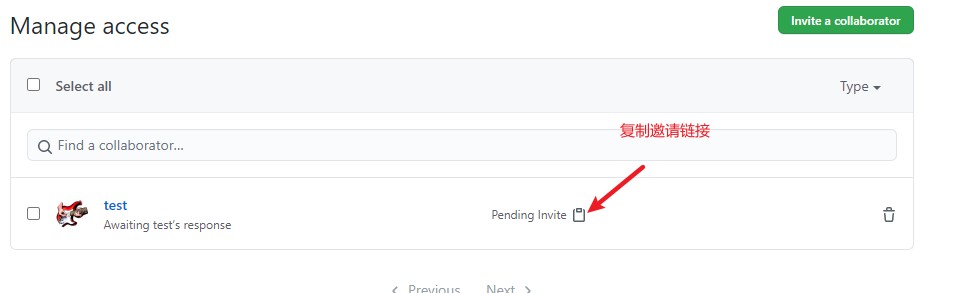 Manage access
Invite a collaborator
Select all
Type
复制邀请链接
Find a collaborator...
test
Pending Invite
Awaiting test's response
Previous
Next